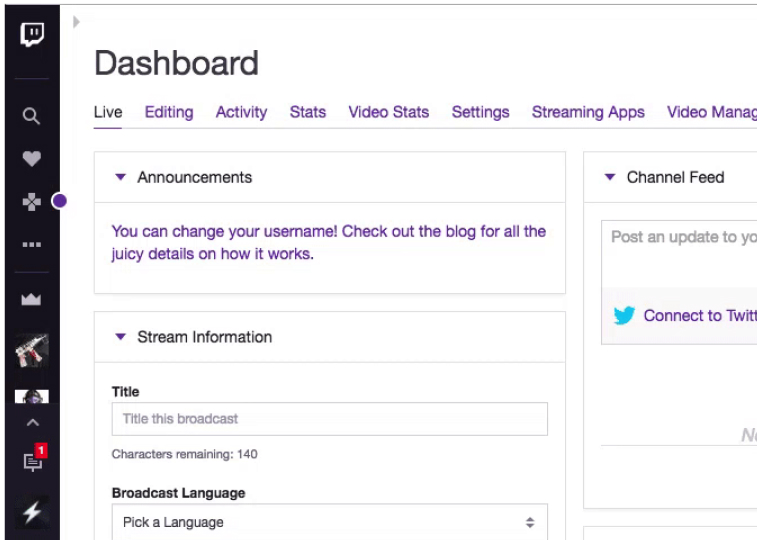 Dashboard
Live Editing Activity Stats Video Stats Settings Streaming Apps Video Manag
Announcements
You can change your username! Check out the blog for all the
juicy details on how it works.
Channel Feed
Post an update to yo
Connect to Twitt
Stream Information
Title
Title this broadcast
Characters remaining: 140
Broadcast Language
Pick a Language
1